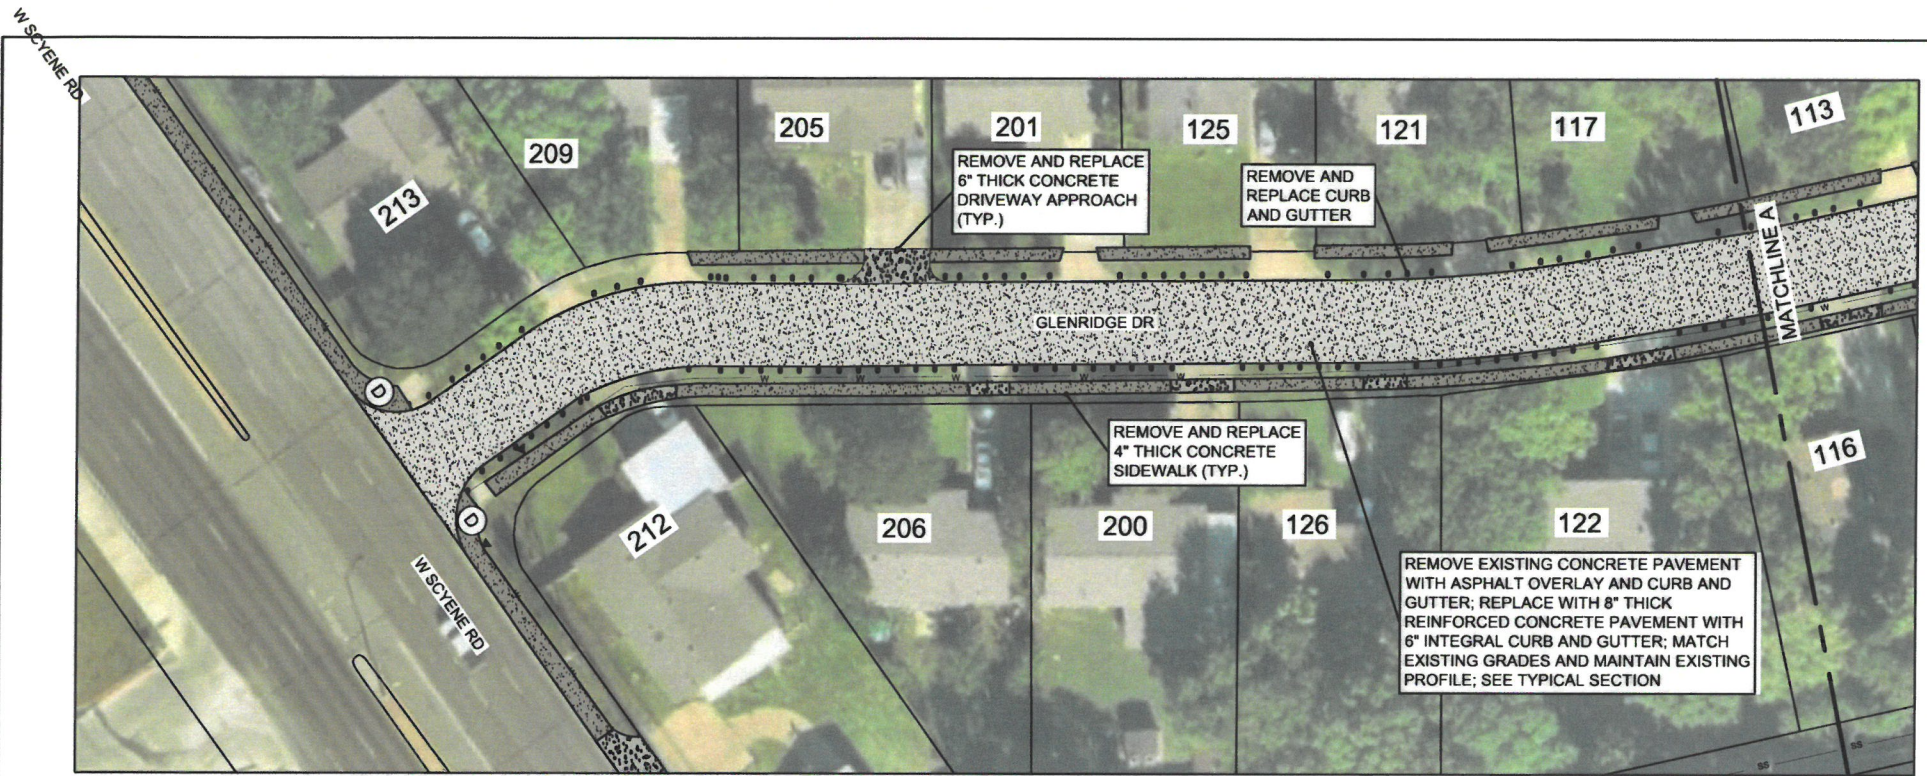 W SCYENE RD
209
205
201
125
121
117
113
213
REMOVE AND REPLACE
6" THICK CONCRETE
DRIVEWAY APPROACH
(TYP.)
REMOVE AND
REPLACE CURB
AND GUTTER
MATCHLINE A
GLENRIDGE DR
D
W
W
W
W
W
W
D
REMOVE AND REPLACE
4" THICK CONCRETE
SIDEWALK (TYP.)
212
206
200
126
122
116
W SCYENE RD
REMOVE EXISTING CONCRETE PAVEMENT
WITH ASPHALT OVERLAY AND CURB AND
GUTTER; REPLACE WITH 8" THICK
REINFORCED CONCRETE PAVEMENT WITH
6" INTEGRAL CURB AND GUTTER; MATCH
EXISTING GRADES AND MAINTAIN EXISTING
PROFILE; SEE TYPICAL SECTION
SS
SS